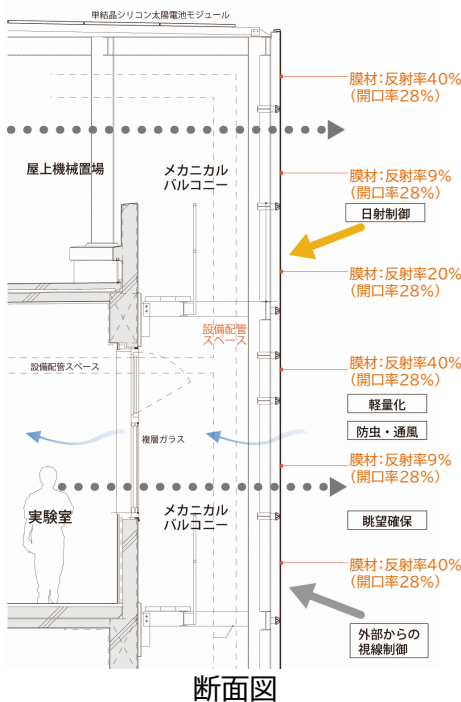 単結晶シリコン太陽電池モジュール
膜材：反射率40%
（開口率28%）
屋上機械置場
メカニカル
バルコニー
膜材：反射率9%
（開口率28%）
日射制御
膜材：反射率20%
（開口率28%）
設備配管
スペース
設備配管スペース
膜材：反射率40%
（開口率28%）
軽量化
防虫・通風
複層ガラス
膜材：反射率9%
（開口率28%）
実験室
メカニカル
バルコニー
眺望確保
膜材：反射率40%
（開口率28%）
外部からの
視線制御
断面図